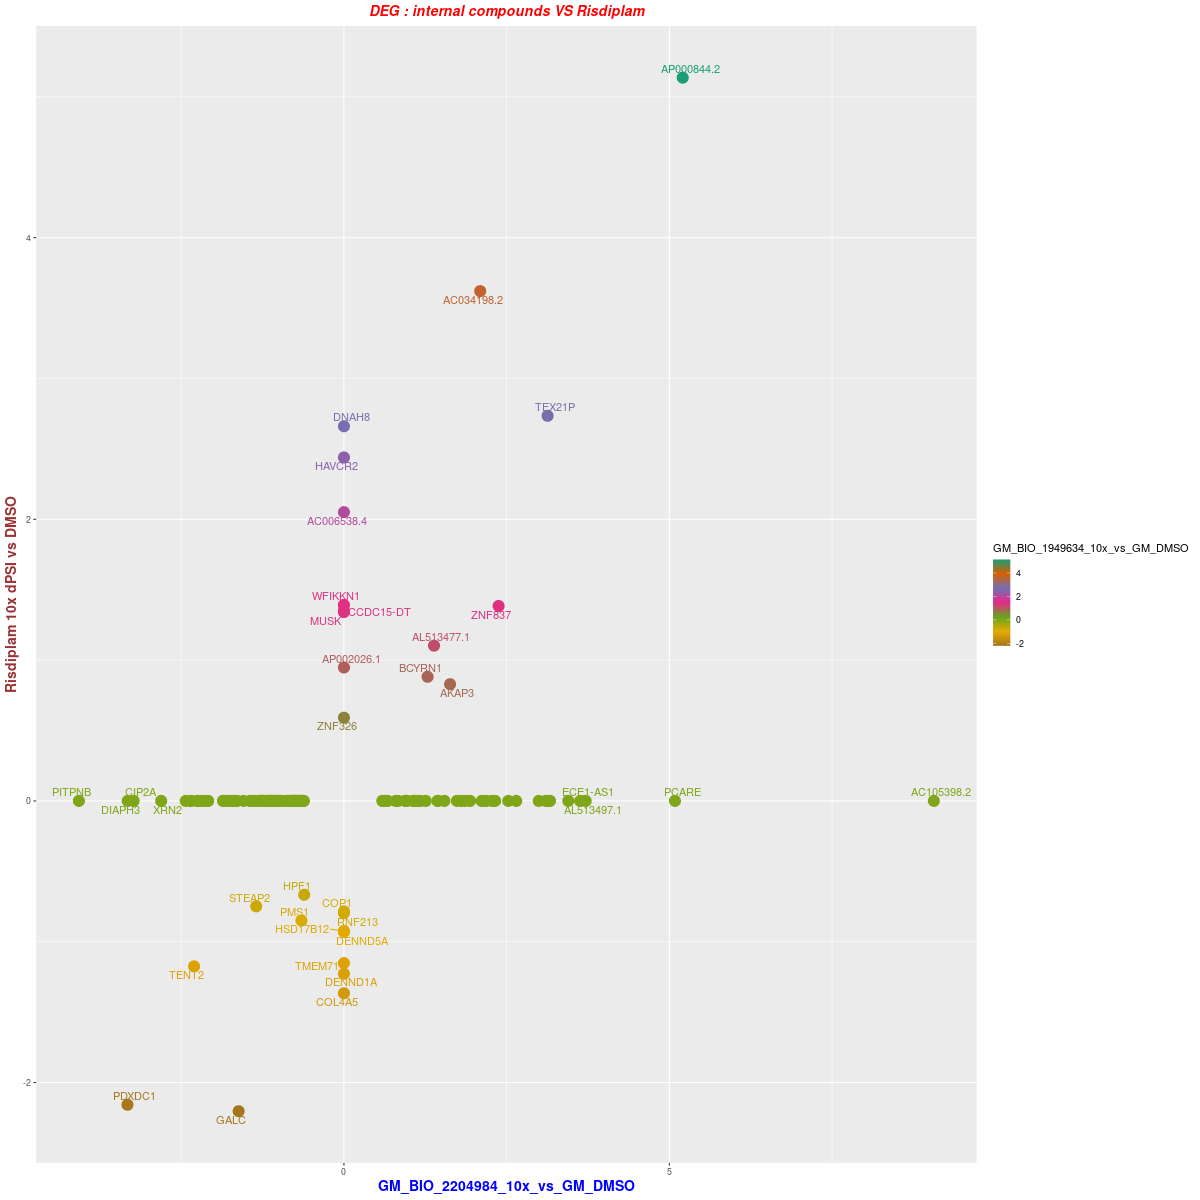 DEG : internal compounds VS Risdiplam
AP000844.2
4
AC034198.2
TEX21P
DNAH8
HAVCR2
2
AC006538.4
WFIKKN1
CCDC15-DT
ZNF837
MUSK
AL513477.1
AP002026.1
BCYRN1
AKAP3
ZNF326
PITPNB
CIP2A
ECE1-AS1
PCARE
AC105398.2
0
DIAPH3
XRN2
AL513497.1
HPF1
STEAP2
COP1
PMS1
RNF213
HSD17B12
DENND5A
TMEM71
TENT2
DENND1A
COL4A5
-2
PDXDC1
GALC
0
5
GM_BIO_2204984_10x_vs_GM_DMSO
Risdiplam 10x dPSI vs DMSO
GM_BIO_1949634_10x_vs_GM_DMSO
4
2
0
-2